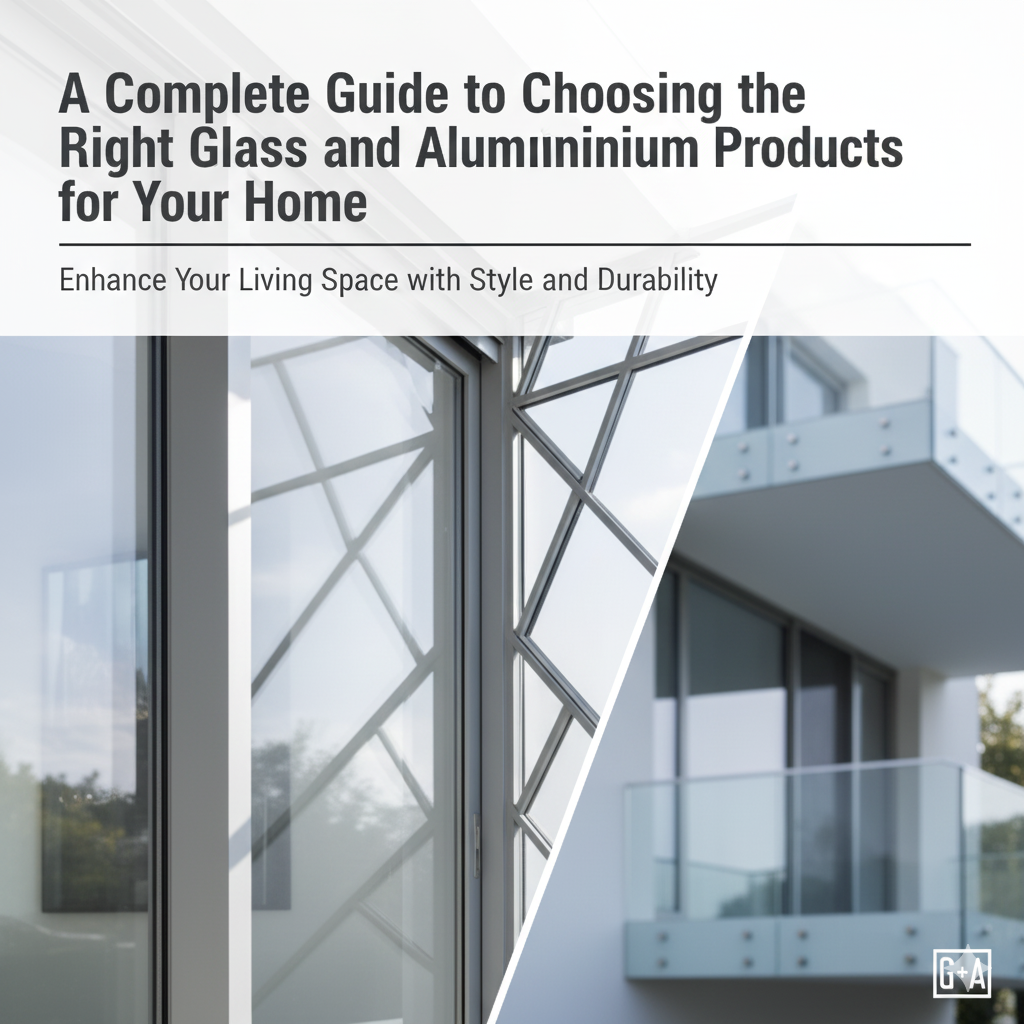 A Complete Guide to Choosing the
Right Glass and Alumıninium Products
for Your Home
Enhance Your Living Space with Style and Durability
G+A